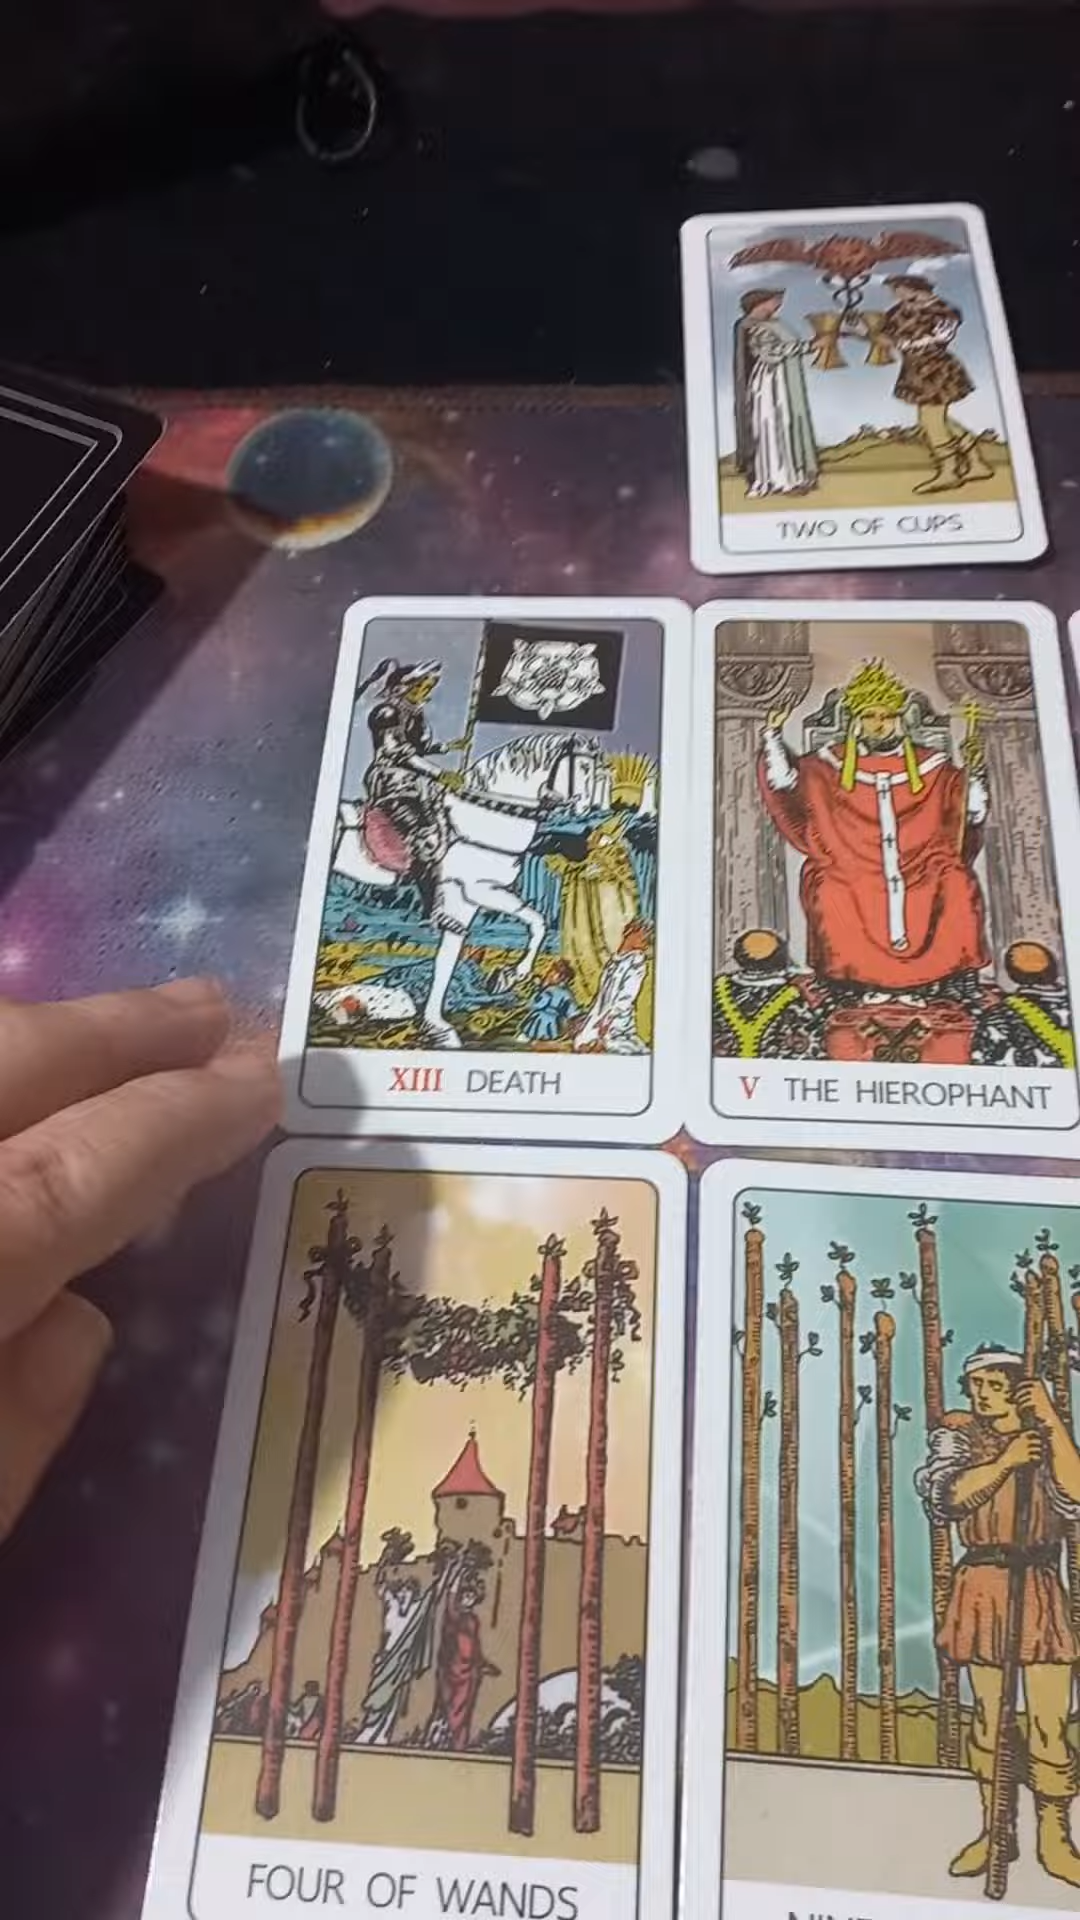 TWO OF CUPS
XIII DEATH
V THE HIEROPHANT
FOUR OF WANDS